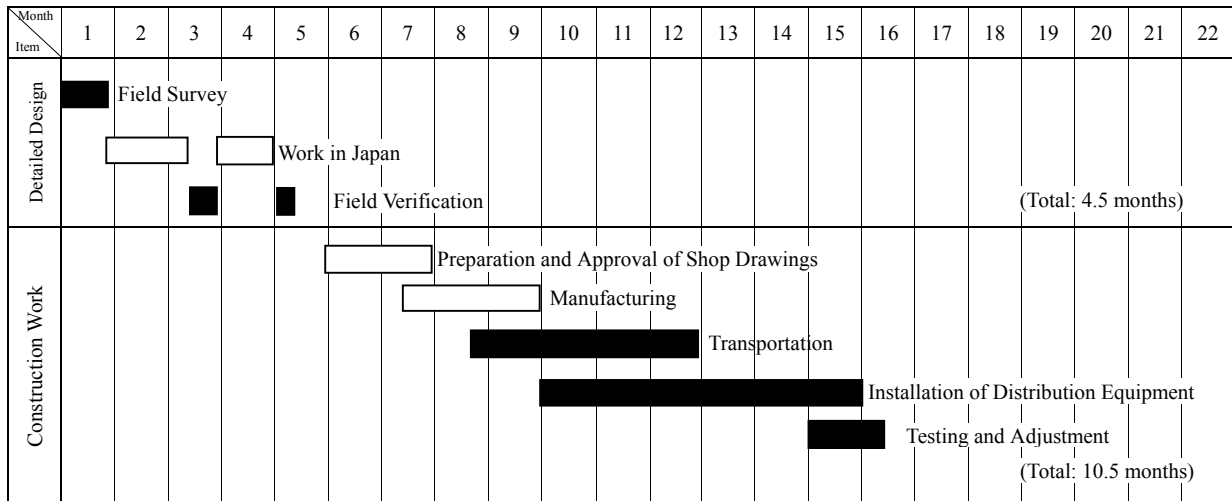 Month
Item
1 2 3 4 5 6 7 8 9 10 11 12 13 14 15 16 17 18 19 20 21 22
Detailed Design
Field Survey
Work in Japan
Field Verification
(Total: 4.5 months)
Construction Work
Preparation and Approval of Shop Drawings
Manufacturing
Transportation
Installation of Distribution Equipment
Testing and Adjustment
(Total: 10.5 months)